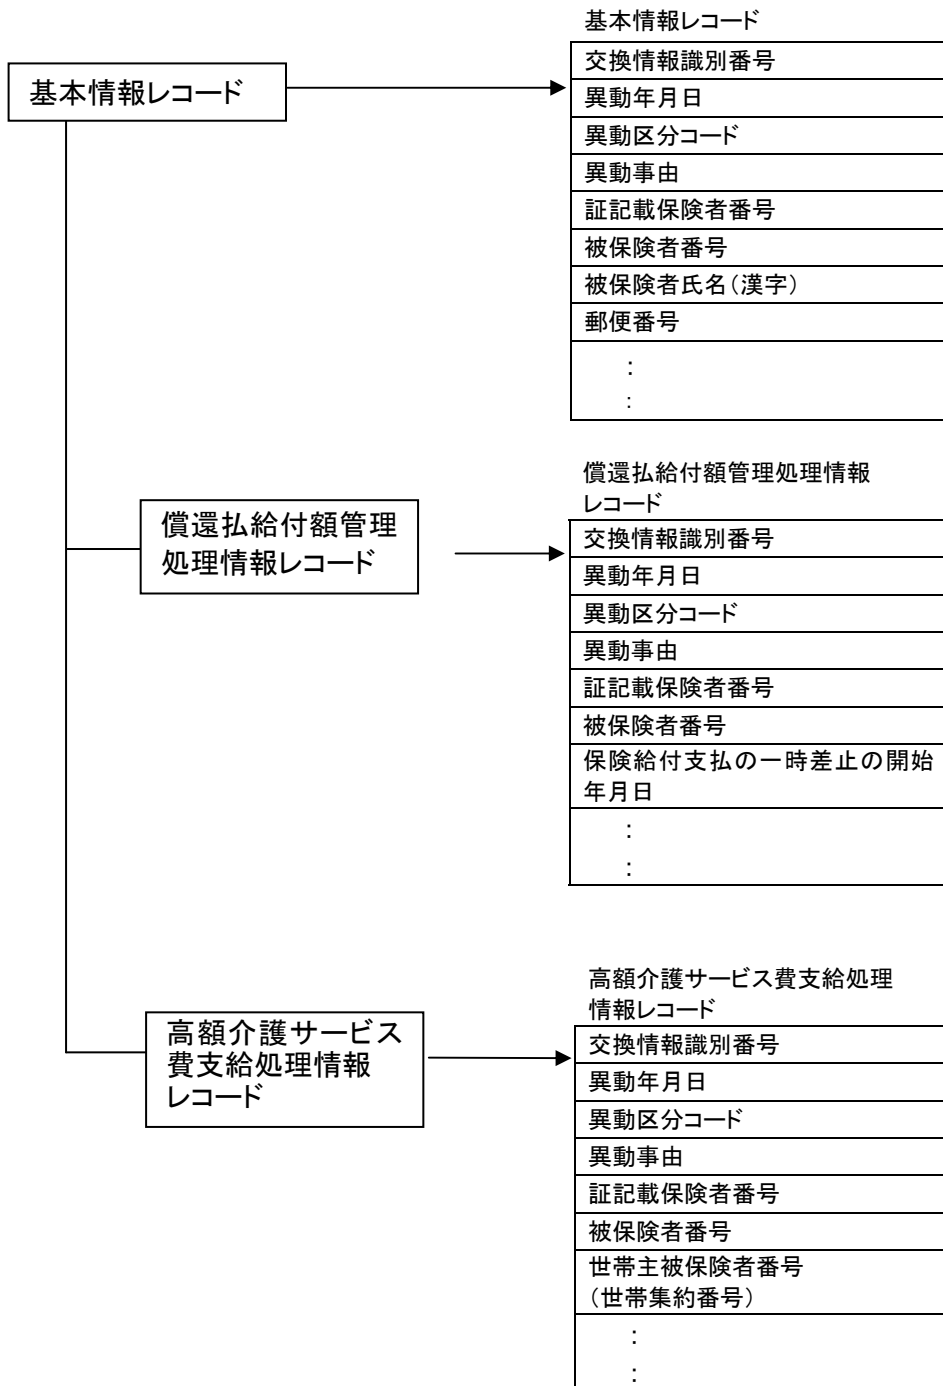 基本情報レコード
基本情報レコード
交換情報識別番号
異動年月日
異動区分コード
異動事由
証記載保険者番号
被保険者番号
被保険者氏名（漢字）
郵便番号
：
：
償還払給付額管理
処理情報レコード
償還払給付額管理処理情報
レコード
交換情報識別番号
異動年月日
異動区分コード
異動事由
証記載保険者番号
被保険者番号
保険給付支払の一時差止の開始
年月日
：
：
高額介護サービス
費支給処理情報
レコード
高額介護サービス費支給処理
情報レコード
交換情報識別番号
異動年月日
異動区分コード
異動事由
証記載保険者番号
被保険者番号
世帯主被保険者番号
（世帯集約番号）
：
：